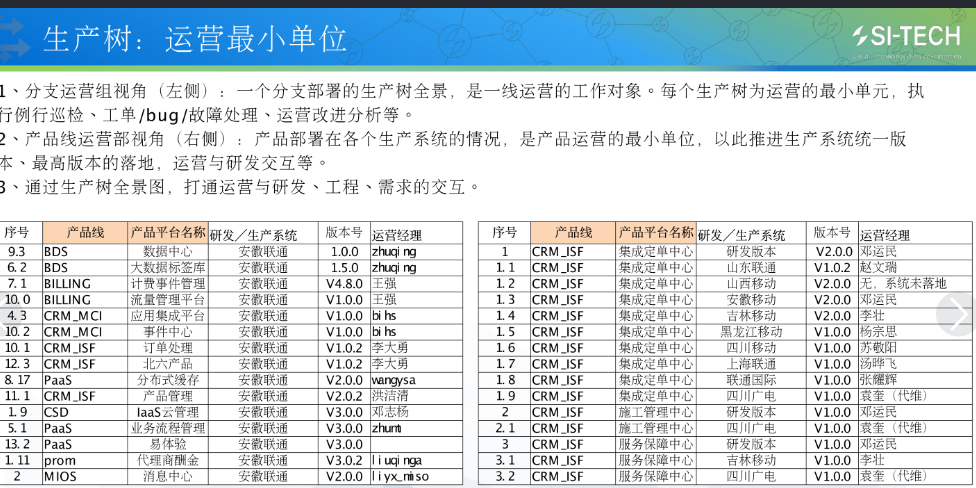 生产树：运营最小单位
SI-TECH
1、分支运营组视角（左侧）：一个分支部署的生产树全景，是一线运营的工作对象。每个生产树为运营的最小单元，执
行例行巡检、工单/bug/故障处理、运营改进分析等。
2、产品线运营部视角（右侧）：产品部署在各个生产系统的情况，是产品运营的最小单位，以此推进生产系统统一版
本、最高版本的落地，运营与研发交互等。
3、通过生产树全景图，打通运营与研发、工程、需求的交互。
序号 产品线 产品平台名称 研发／生产系统 版本号 运营经理
9.3 BDS 数据中心 安徽联通 1.0.0 zhuqing
6.2 BDS 大数据标签库 安徽联通 1.5.0 zhuqing
7.1 BILLING 计费事件管理 安徽联通 V4.8.0 王强
10.0 BILLING 流量管理平台 安徽联通 V1.0.0 王强
4.3 CRM_MCI 应用集成平台 安徽联通 V1.0.0 bihs
10.2 CRM_MCI 事件中心 安徽联通 V1.0.0 bihs
10.1 CRM_ISF 订单处理 安徽联通 V1.0.2 李大勇
12.3 CRM_ISF 北六产品 安徽联通 V1.0.2 李大勇
8.17 PaaS 分布式缓存 安徽联通 V2.0.0 wangysa
11.1 CRM_ISF 产品管理 安徽联通 V2.0.2 洪洁清
1.9 CSD IaaS云管理 安徽联通 V3.0.0 邓志杨
5.1 PaaS 业务流程管理 安徽联通 V3.0.0 zhumt
13.2 PaaS 易体验 安徽联通 V3.0.0
1.11 prom 代理商酬金 安徽联通 V3.0.2 liuqinga
2 MIOS 消息中心 安徽联通 V2.0.0 liyx_miso
序号 产品线 产品平台名称 研发／生产系统 版本号 运营经理
1 CRM_ISF 集成定单中心 研发版本 V2.0.0 邓运民
1.1 CRM_ISF 集成定单中心 山东联通 V1.0.2 赵文瑞
1.2 CRM_ISF 集成定单中心 山西移动 V2.0.0 无，系统未落地
1.3 CRM_ISF 集成定单中心 安徽移动 V2.0.0 邓运民
1.4 CRM_ISF 集成定单中心 吉林移动 V2.0.0 李壮
1.5 CRM_ISF 集成定单中心 黑龙江移动 V1.0.0 杨宗思
1.6 CRM_ISF 集成定单中心 四川移动 V1.0.0 苏敬阳
1.7 CRM_ISF 集成定单中心 上海联通 V1.0.0 汤晔飞
1.8 CRM_ISF 集成定单中心 联通国际 V1.0.0 张耀辉
1.9 CRM_ISF 集成定单中心 四川广电 V1.0.0 袁奎（代维）
2 CRM_ISF 施工管理中心 研发版本 V1.0.0 邓运民
2.1 CRM_ISF 施工管理中心 四川广电 V1.0.0 袁奎（代维）
3 CRM_ISF 服务保障中心 研发版本 V1.0.0 邓运民
3.1 CRM_ISF 服务保障中心 吉林移动 V1.0.0 李壮
3.2 CRM_ISF 服务保障中心 四川广电 V1.0.0 袁奎（代维）